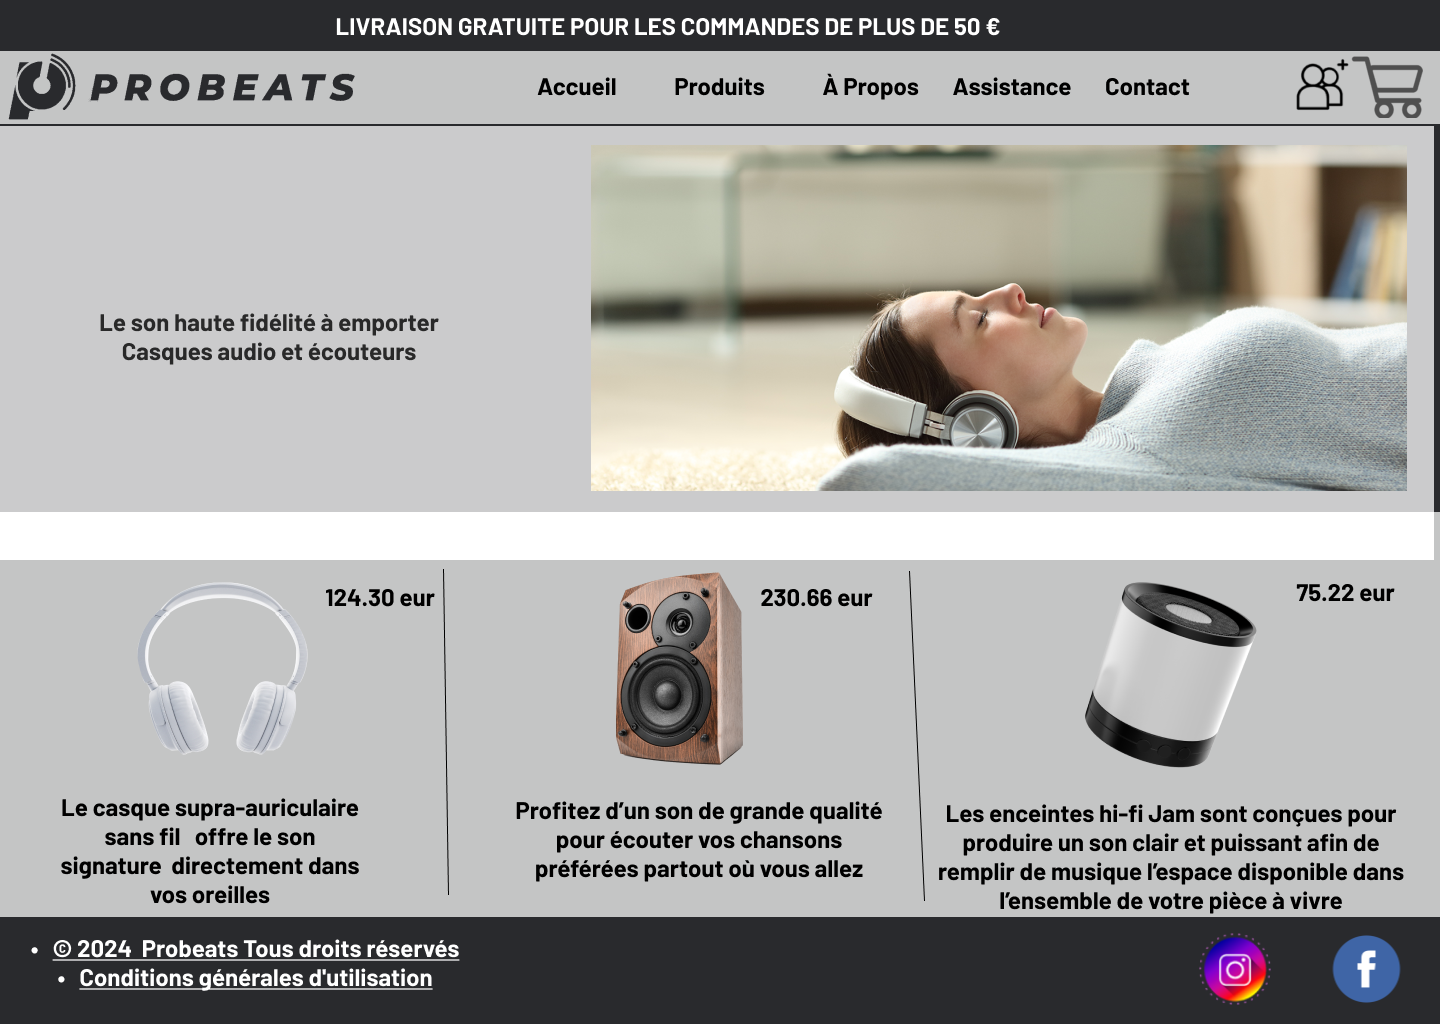 LIVRAISON GRATUITE POUR LES COMMANDES DE PLUS DE 50 €
PROBEATS
Accueil
Produits
À Propos
Assistance
Contact
Le son haute fidélité à emporter
Casques audio et écouteurs
124.30 eur
230.66 eur
75.22 eur
Le casque supra-auriculaire
sans fil offre le son
signature directement dans
vos oreilles
Profitez d’un son de grande qualité
pour écouter vos chansons
préférées partout où vous allez
Les enceintes hi-fi Jam sont conçues pour
produire un son clair et puissant afin de
remplir de musique l’espace disponible dans
l’ensemble de votre pièce à vivre
• © 2024 Probeats Tous droits réservés
• Conditions générales d'utilisation